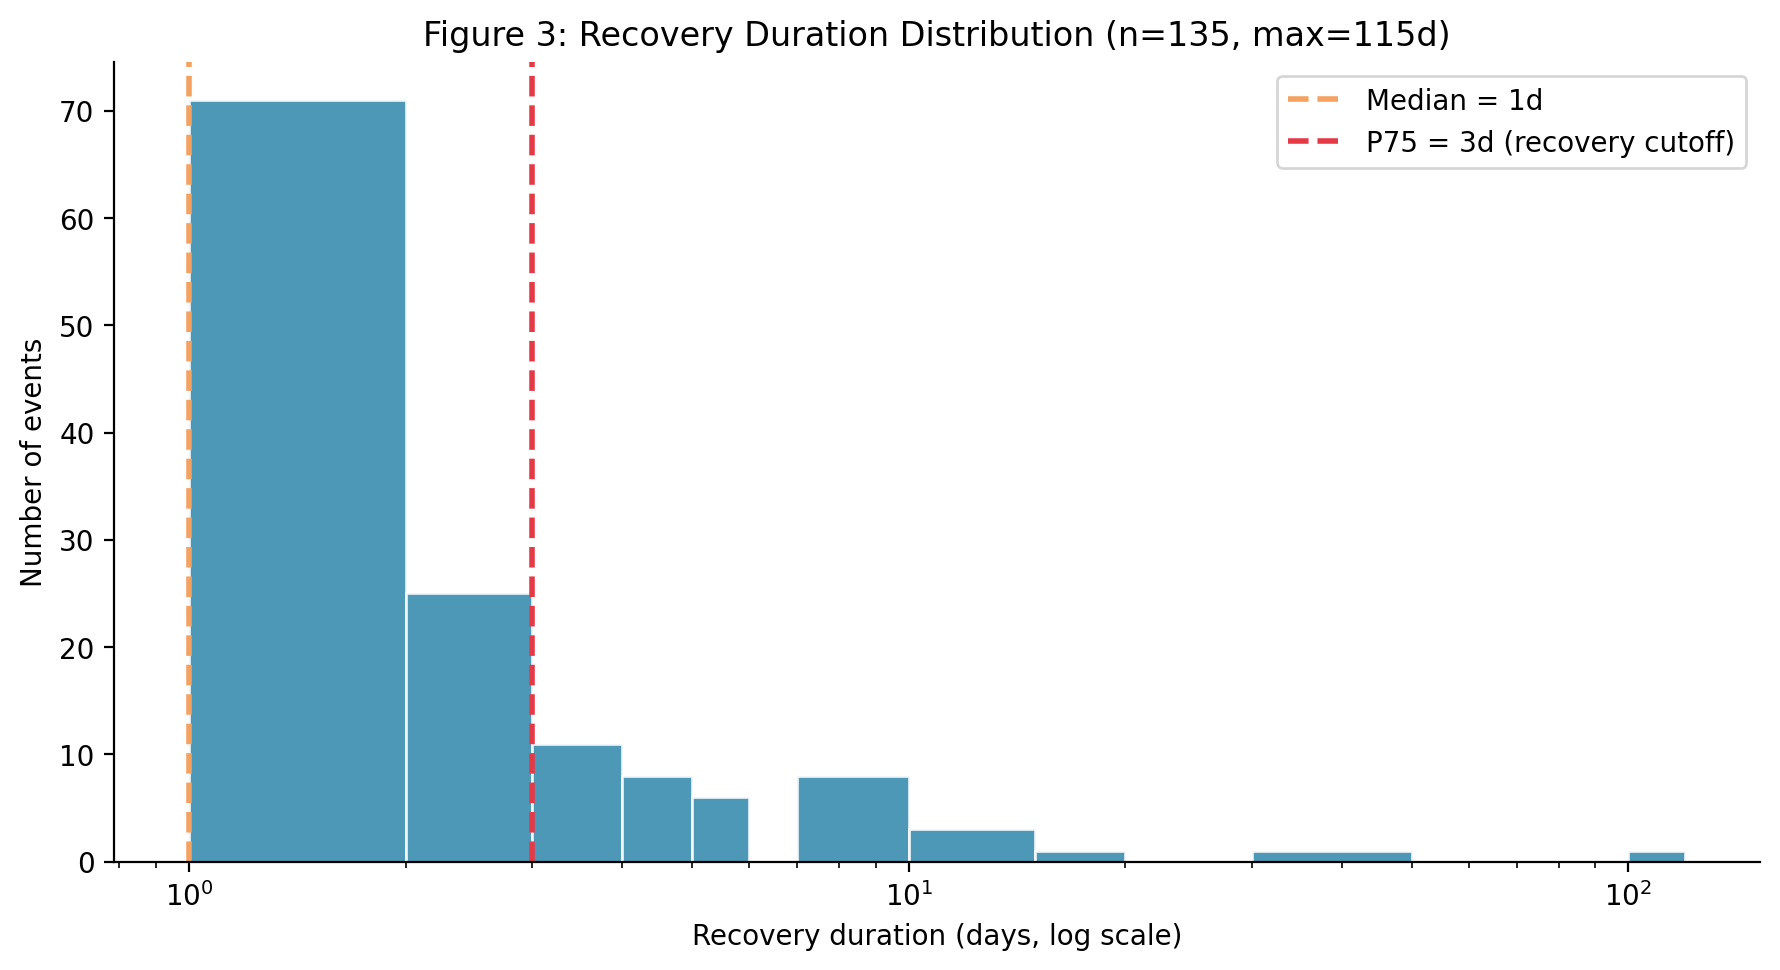 Figure 3: Recovery Duration Distribution (n=135, max=115d)
Median = 1d
P75 = 3d (recovery cutoff)
Number of events
70
60
50
40
30
20
10
0
10⁰ 10¹ 10²
Recovery duration (days, log scale)